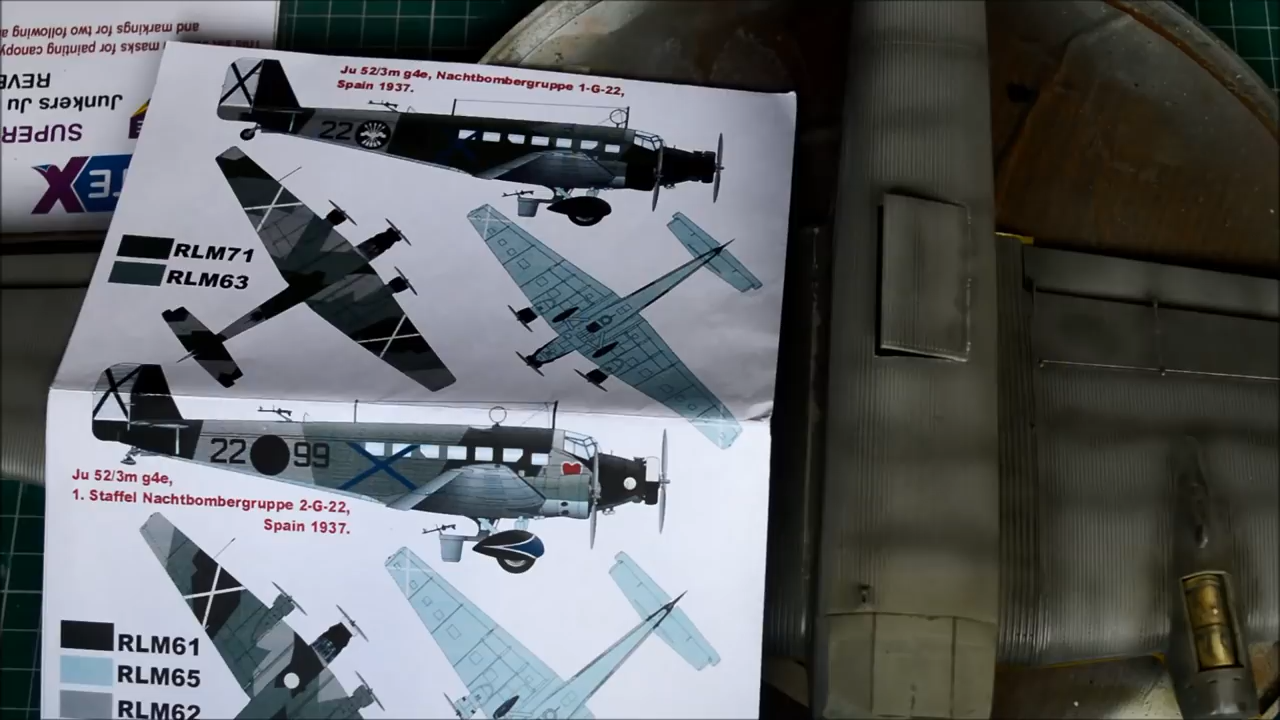 and markings for two following
masks for painting canopy
REVE
Junkers Ju
SUPER
Ju 52/3m g4e, Nachtbombergruppe 1-G-22,
Spain 1937.
22
RLM71
RLM63
22 99
Ju 52/3m g4e,
1. Staffel Nachtbombergruppe 2-G-22,
Spain 1937.
RLM61
RLM65
RLM62